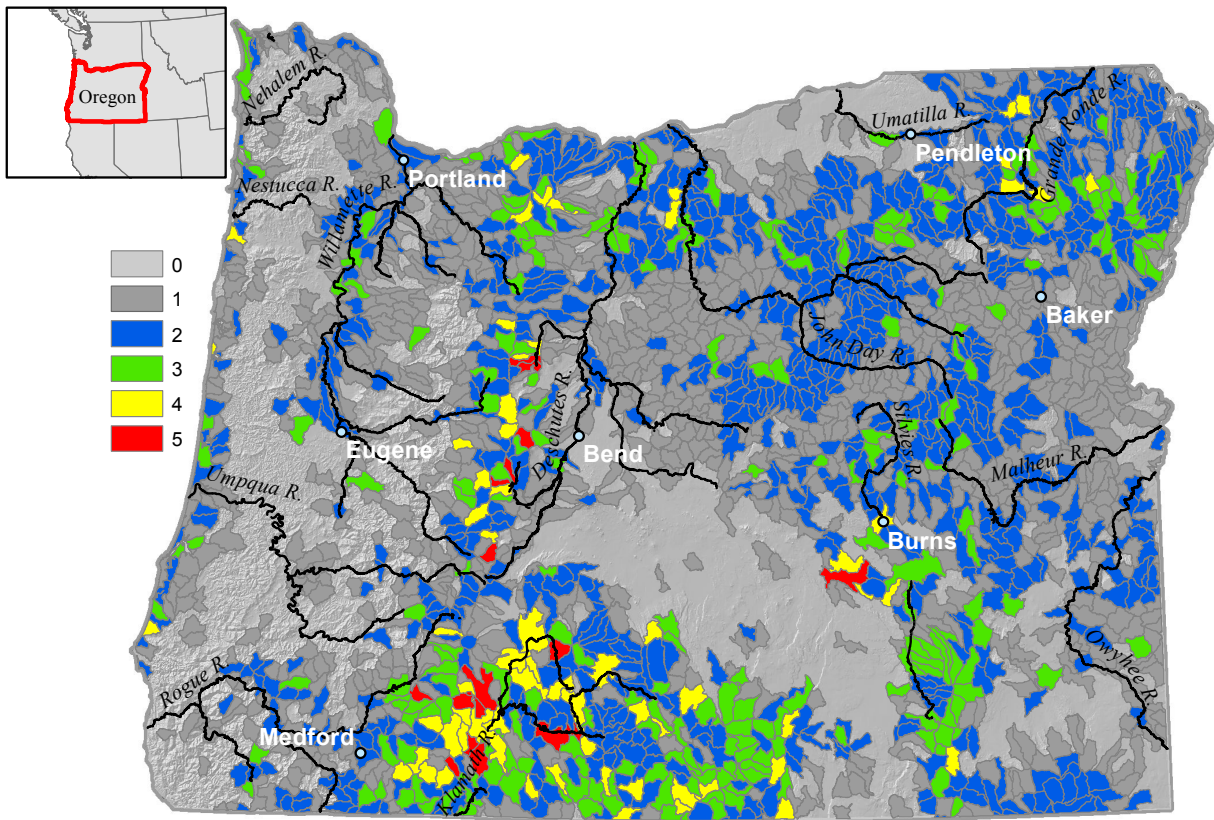 Oregon
Nehalem R.
Umatilla R.
Pendleton
Grande Ronde R.
Portland
Nestucca R.
Willamette R.
0
1
2
3
4
5
Baker
John Day R.
Deschutes R.
Silvies R.
Eugene
Bend
Malheur R.
Umpqua R.
Burns
Owyhee R.
Rogue R.
Medford
Klamath R.